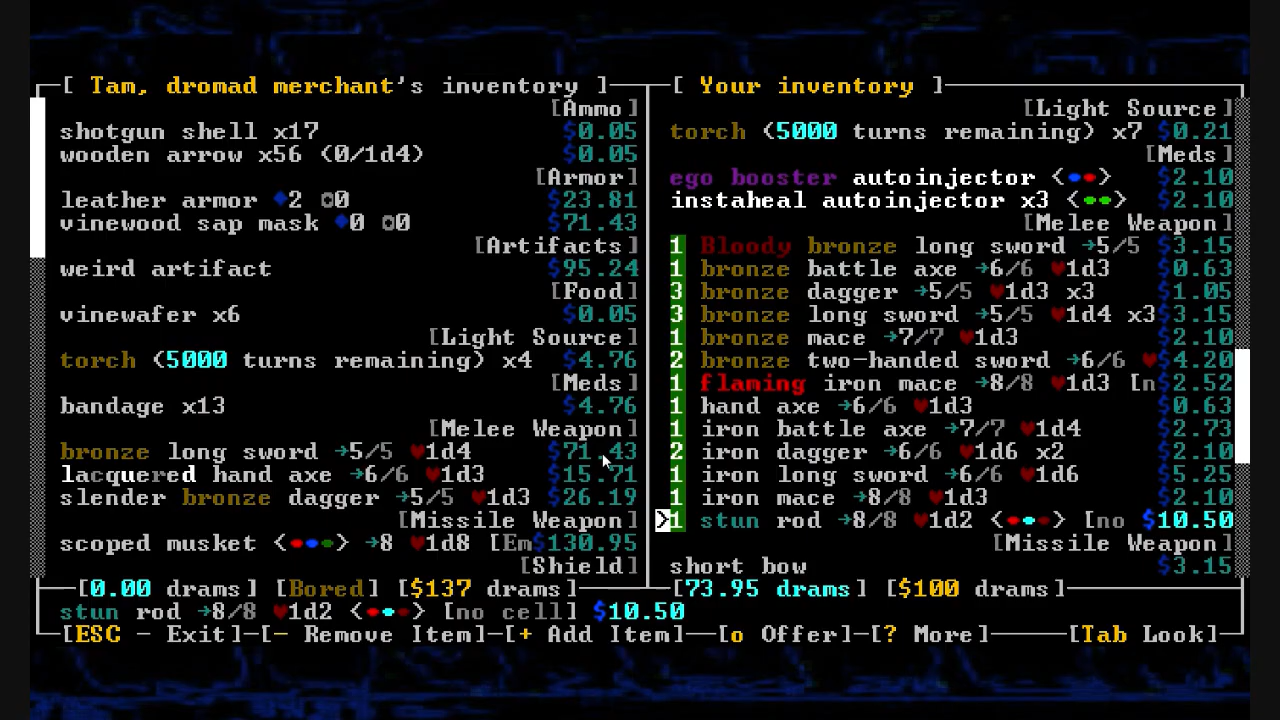 [ Tam, dromad merchant's inventory ]
[Ammo]
shotgun shell x17 $0.05
wooden arrow x56 (0/1d4) $0.05
[Armor]
leather armor ♦2 0 $23.81
vinewood sap mask ♦0 0 $71.43
[Artifacts]
weird artifact $95.24
[Food]
vinewafer x6 $0.05
[Light Source]
torch (5000 turns remaining) x4 $4.76
[Meds]
bandage x13 $4.76
[Melee Weapon]
bronze long sword →5/5 ♥1d4 $71.43
lacquered hand axe →6/6 ♥1d3 $15.71
slender bronze dagger →5/5 ♥1d3 $26.19
[Missile Weapon]
scoped musket <•••> →8 ♥1d8 [Em$130.95
[Shield]
[0.00 drams] [Bored] [$137 drams]
[ Your inventory ]
[Light Source]
torch (5000 turns remaining) x7 $0.21
[Meds]
ego booster autoinjector <••> $2.10
instaheal autoinjector x3 <••> $2.10
[Melee Weapon]
1 Bloody bronze long sword →5/5 $3.15
1 bronze battle axe →6/6 ♥1d3 $0.63
3 bronze dagger →5/5 ♥1d3 x3 $1.05
3 bronze long sword →5/5 ♥1d4 x3$3.15
1 bronze mace →7/7 ♥1d3 $2.10
2 bronze two-handed sword →6/6 ♥$4.20
1 flaming iron mace →8/8 ♥1d3 [n$2.52
1 hand axe →6/6 ♥1d3 $0.63
1 iron battle axe →7/7 ♥1d4 $2.73
2 iron dagger →6/6 ♥1d6 x2 $2.10
1 iron long sword →6/6 ♥1d6 $5.25
1 iron mace →8/8 ♥1d3 $2.10
>1 stun rod →8/8 ♥1d2 <•••> [no $10.50
[Missile Weapon]
short bow $3.15
[73.95 drams] [$100 drams]
stun rod →8/8 ♥1d2 <•••> [no cell] $10.50
[ESC - Exit]-[- Remove Item]-[+ Add Item]—[o Offer]-[? More] [Tab Look]